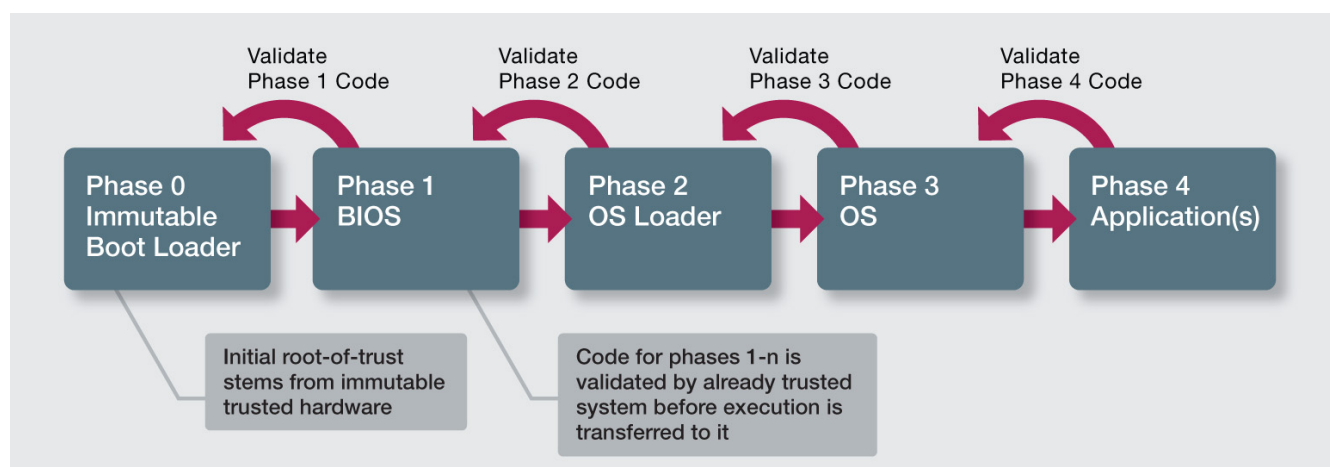 Validate
Phase 1 Code
Validate
Phase 2 Code
Validate
Phase 3 Code
Validate
Phase 4 Code
Phase 0
Immutable
Boot Loader
Phase 1
BIOS
Phase 2
OS Loader
Phase 3
OS
Phase 4
Application(s)
Initial root-of-trust
stems from immutable
trusted hardware
Code for phases 1-n is
validated by already trusted
system before execution is
transferred to it